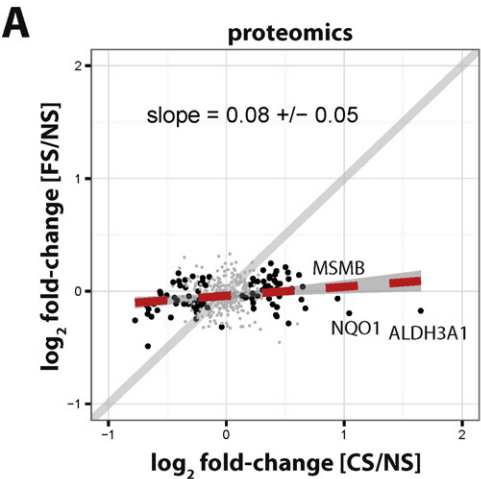 A
proteomics
log2 fold-change [FS/NS]
2
1
0
−1
slope = 0.08 +/− 0.05
MSMB
NQO1
ALDH3A1
−1
0
1
2
log2 fold-change [CS/NS]